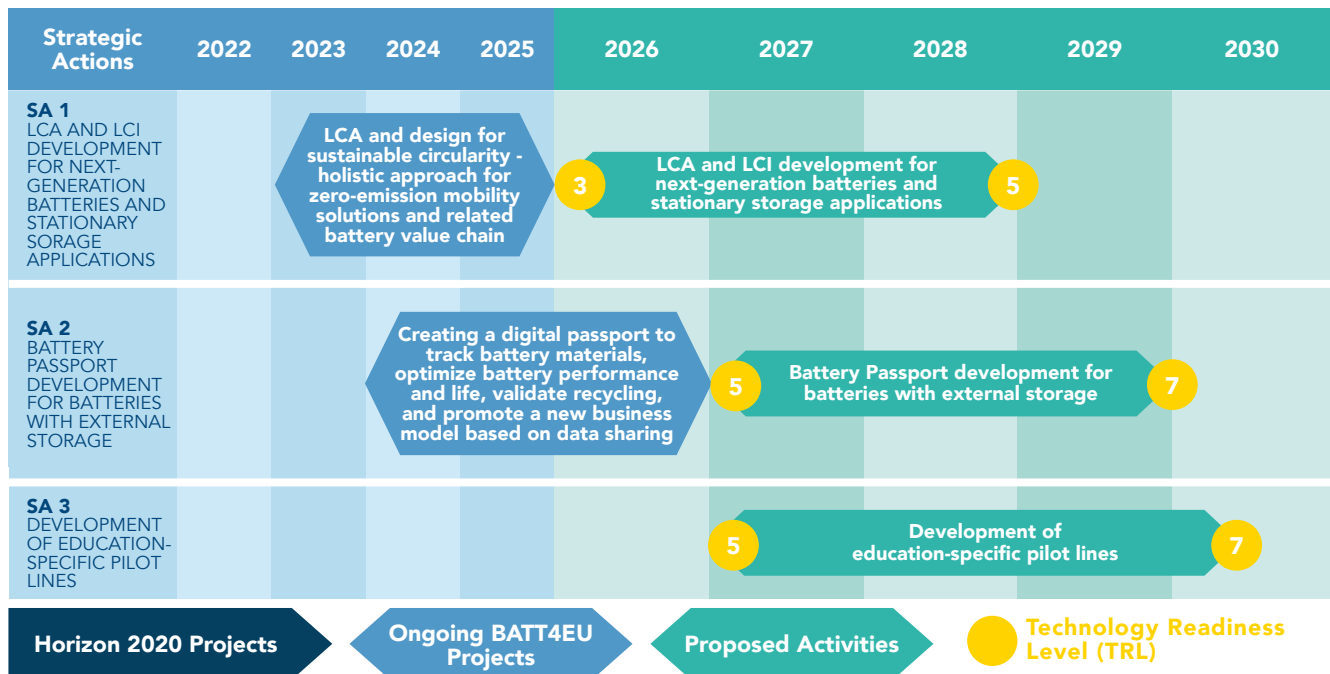 Strategic
Actions
2022
2023
2024
2025
2026
2027
2028
2029
2030
SA 1
LCA AND LCI
DEVELOPMENT
FOR NEXT-
GENERATION
BATTERIES AND
STATIONARY
SORAGE
APPLICATIONS
LCA and design for
sustainable circularity -
holistic approach for
zero-emission mobility
solutions and related
battery value chain
3
LCA and LCI development for
next-generation batteries and
stationary storage applications
5
SA 2
BATTERY
PASSPORT
DEVELOPMENT
FOR BATTERIES
WITH EXTERNAL
STORAGE
Creating a digital passport to
track battery materials,
optimize battery performance
and life, validate recycling,
and promote a new business
model based on data sharing
5
Battery Passport development for
batteries with external storage
7
SA 3
DEVELOPMENT
OF EDUCATION-
SPECIFIC PILOT
LINES
5
Development of
education-specific pilot lines
7
Horizon 2020 Projects
Ongoing BATT4EU
Projects
Proposed Activities
Technology Readiness
Level (TRL)